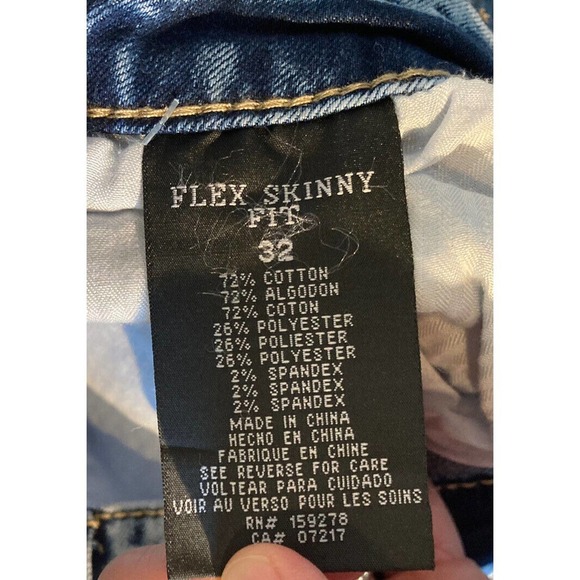 FLEX SKINNY
FIT
32
72% COTTON
72% ALGODON
72% COTON
26% POLYESTER
26% POLIESTER
26% POLYESTER
2% SPANDEX
2% SPANDEX
2% SPANDEX
MADE IN CHINA
HECHO EN CHINA
FABRIQUE EN CHINE
SEE REVERSE FOR CARE
VOLTEAR PARA CUIDADO
VOIR AU VERSO POUR LES SOINS
RN# 159278
CA# 07217